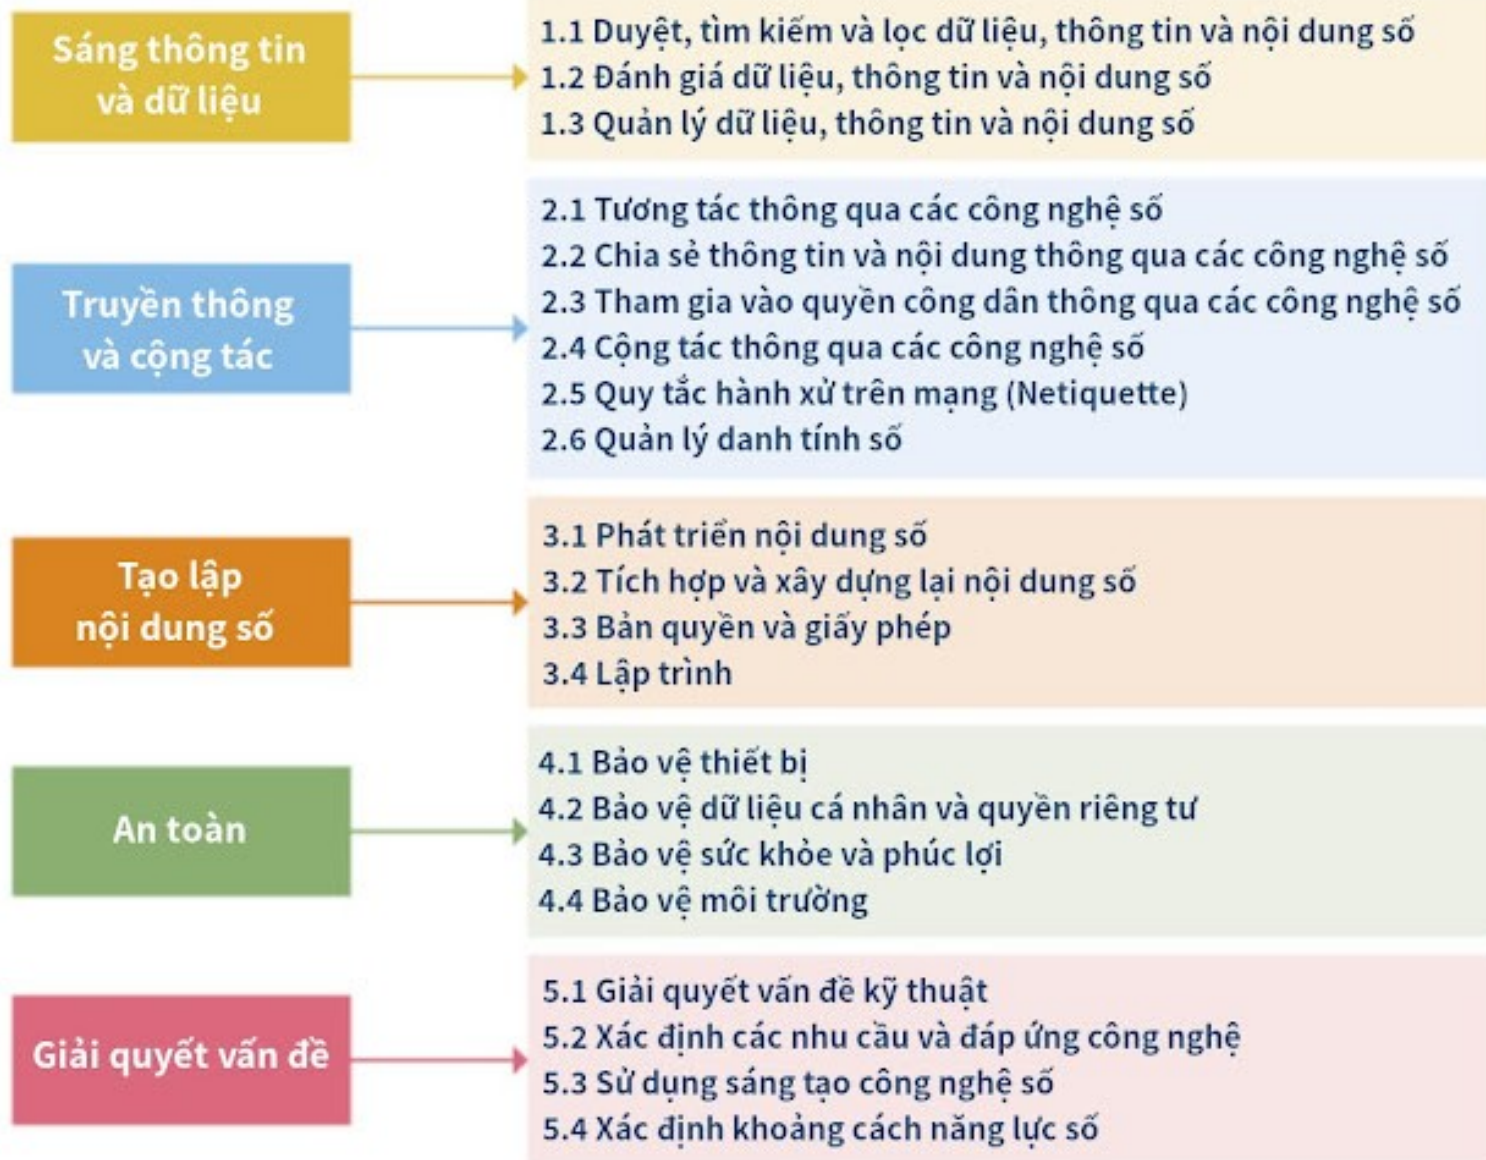 Sáng thông tin
và dữ liệu
1.1 Duyệt, tìm kiếm và lọc dữ liệu, thông tin và nội dung số
1.2 Đánh giá dữ liệu, thông tin và nội dung số
1.3 Quản lý dữ liệu, thông tin và nội dung số
Truyền thông
và cộng tác
2.1 Tương tác thông qua các công nghệ số
2.2 Chia sẻ thông tin và nội dung thông qua các công nghệ số
2.3 Tham gia vào quyền công dân thông qua các công nghệ số
2.4 Cộng tác thông qua các công nghệ số
2.5 Quy tắc hành xử trên mạng (Netiquette)
2.6 Quản lý danh tính số
Tạo lập
nội dung số
3.1 Phát triển nội dung số
3.2 Tích hợp và xây dựng lại nội dung số
3.3 Bản quyền và giấy phép
3.4 Lập trình
An toàn
4.1 Bảo vệ thiết bị
4.2 Bảo vệ dữ liệu cá nhân và quyền riêng tư
4.3 Bảo vệ sức khỏe và phúc lợi
4.4 Bảo vệ môi trường
Giải quyết vấn đề
5.1 Giải quyết vấn đề kỹ thuật
5.2 Xác định các nhu cầu và đáp ứng công nghệ
5.3 Sử dụng sáng tạo công nghệ số
5.4 Xác định khoảng cách năng lực số